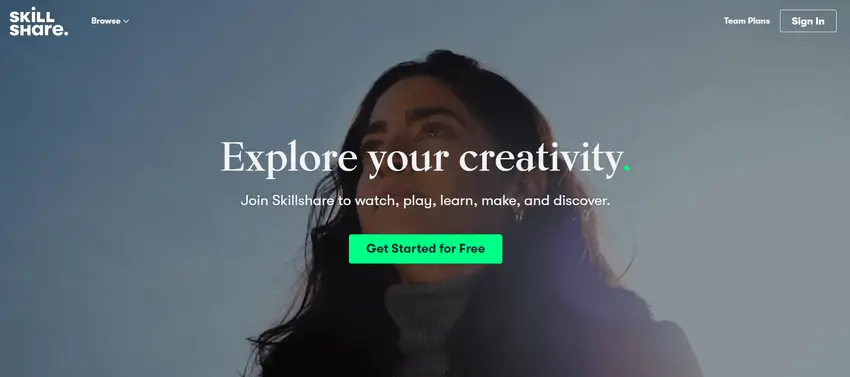 SKILL
SHare.
Browse
Team Plans
Sign In
Explore your creativity.
Join Skillshare to watch, play, learn, make, and discover.
Get Started for Free